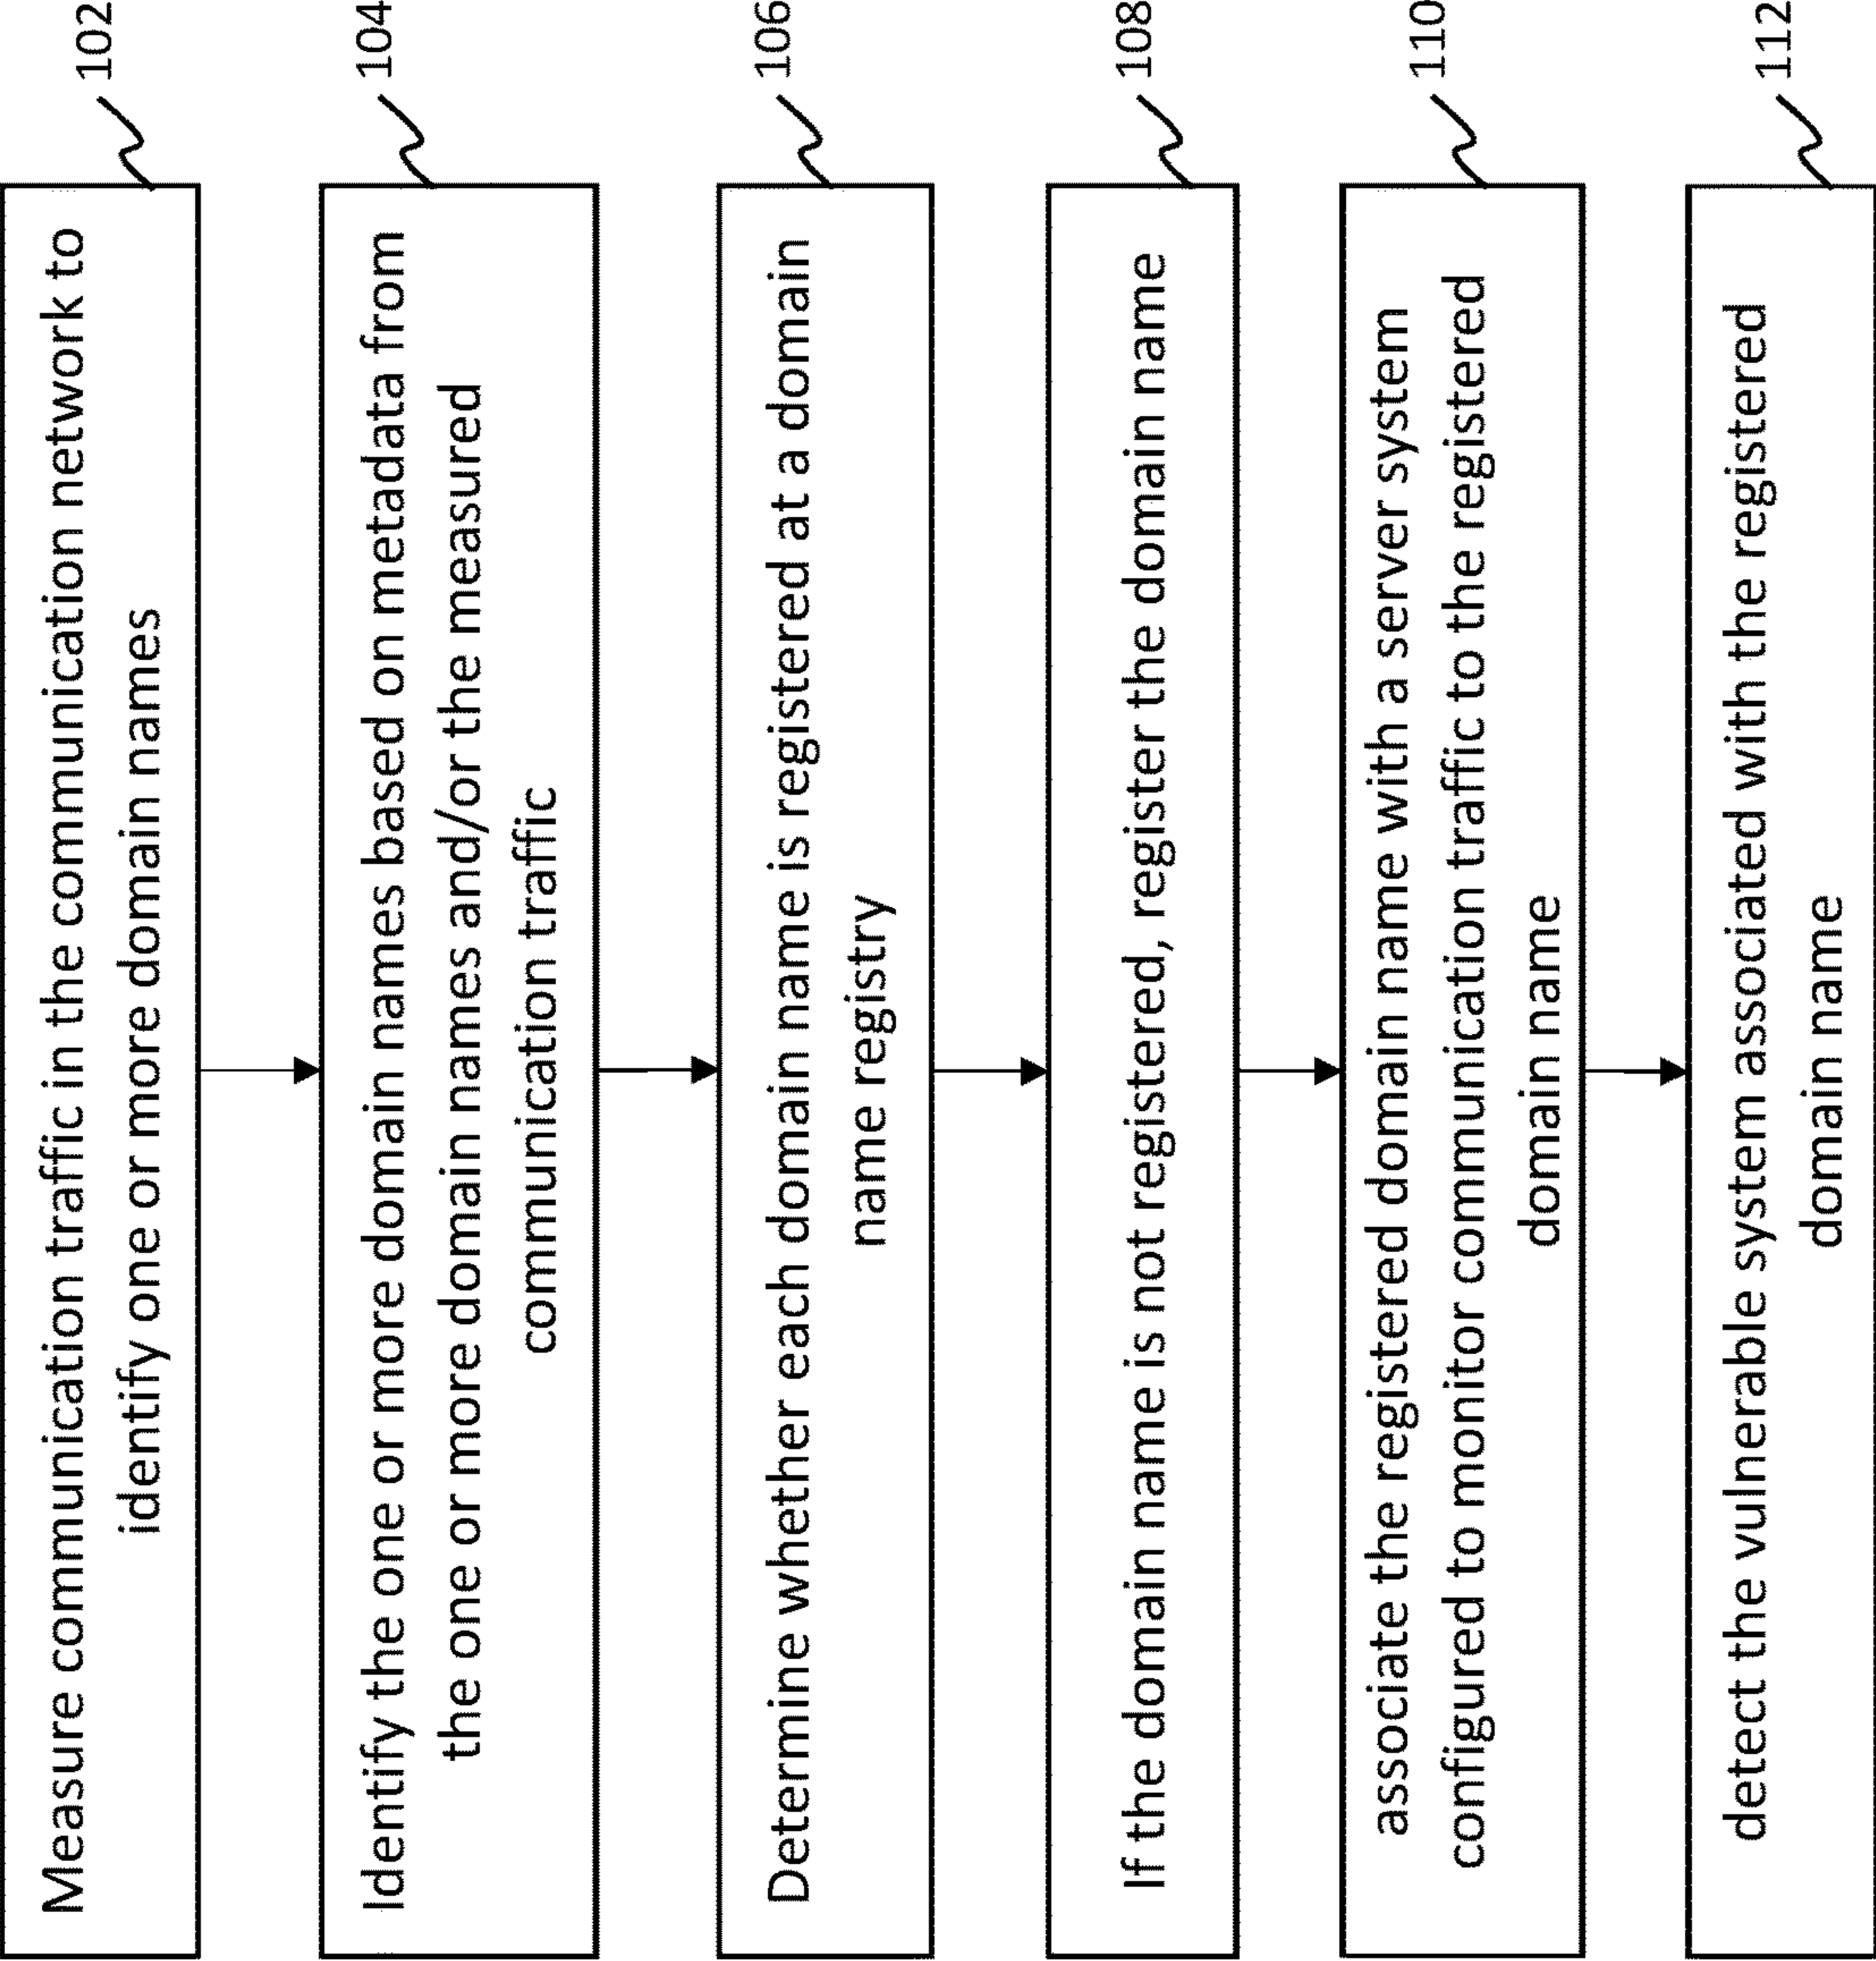 Measure communication traffic in the communication network to
identify one or more domain names
102
Identify the one or more domain names based on metadata from
the one or more domain names and/or the measured
communication traffic
104
Determine whether each domain name is registered at a domain
name registry
106
If the domain name is not registered, register the domain name
108
associate the registered domain name with a server system
configured to monitor communication traffic to the registered
domain name
110
detect the vulnerable system associated with the registered
domain name
112